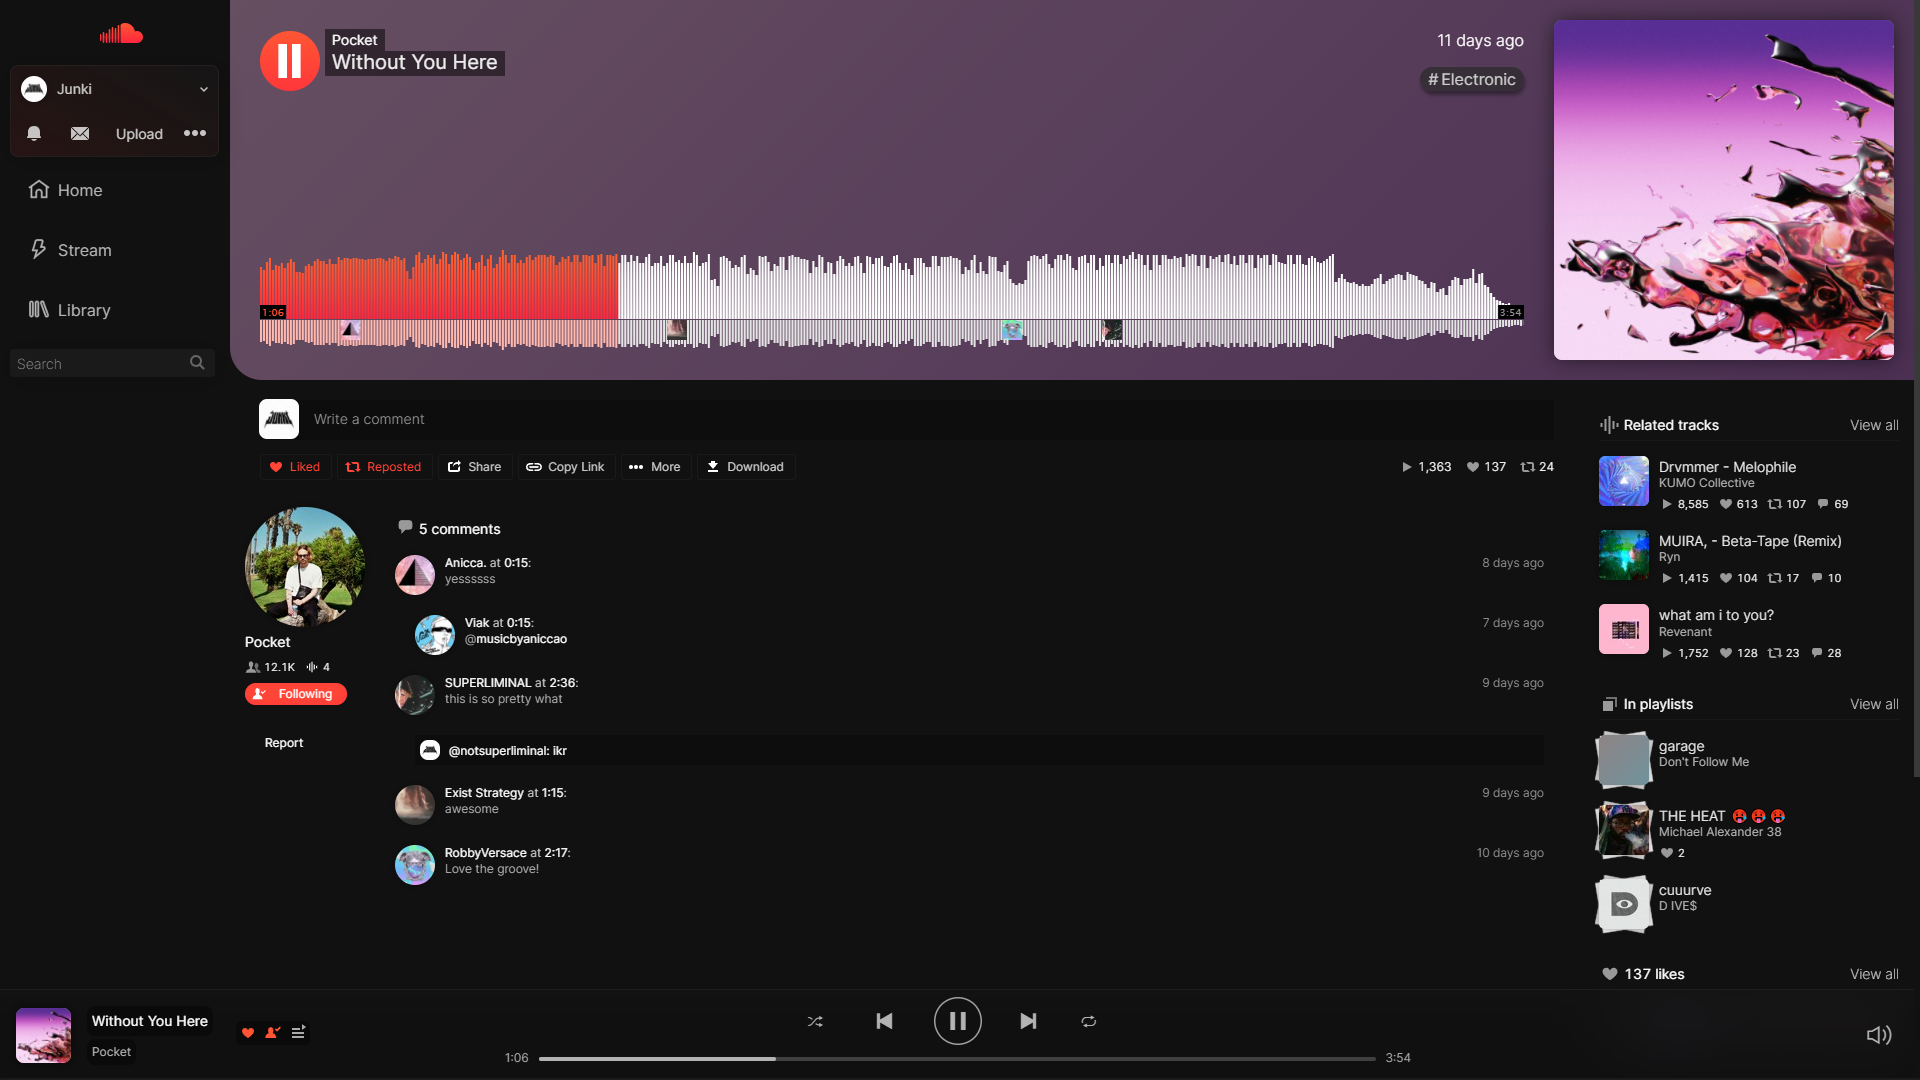 Junki
Upload
Home
Stream
Library
Search
Pocket
Without You Here
11 days ago
# Electronic
1:06
3:54
JUNKI
Write a comment
Liked
Reposted
Share
Copy Link
More
Download
1,363
137
24
Pocket
12.1K
4
Following
Report
5 comments
Anicca. at 0:15:
8 days ago
yessssss
Viak at 0:15:
7 days ago
@musicbyaniccao
SUPERLIMINAL at 2:36:
9 days ago
this is so pretty what
@notsuperliminal: ikr
Exist Strategy at 1:15:
9 days ago
awesome
RobbyVersace at 2:17:
10 days ago
Love the groove!
Related tracks
View all
Drvmmer - Melophile
KUMO Collective
8,585 613 107 69
MUIRA, - Beta-Tape (Remix)
Ryn
1,415 104 17 10
what am i to you?
Revenant
1,752 128 23 28
In playlists
View all
garage
Don't Follow Me
THE HEAT 🥵🥵🥵
Michael Alexander 38
2
cuuurve
D IVE$
137 likes
View all
Without You Here
Pocket
1:06
3:54